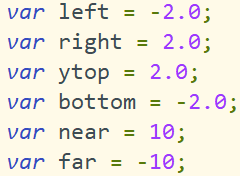 var left = -2.0;
var right = 2.0;
var ytop = 2.0;
var bottom = -2.0;
var near = 10;
var far = -10;